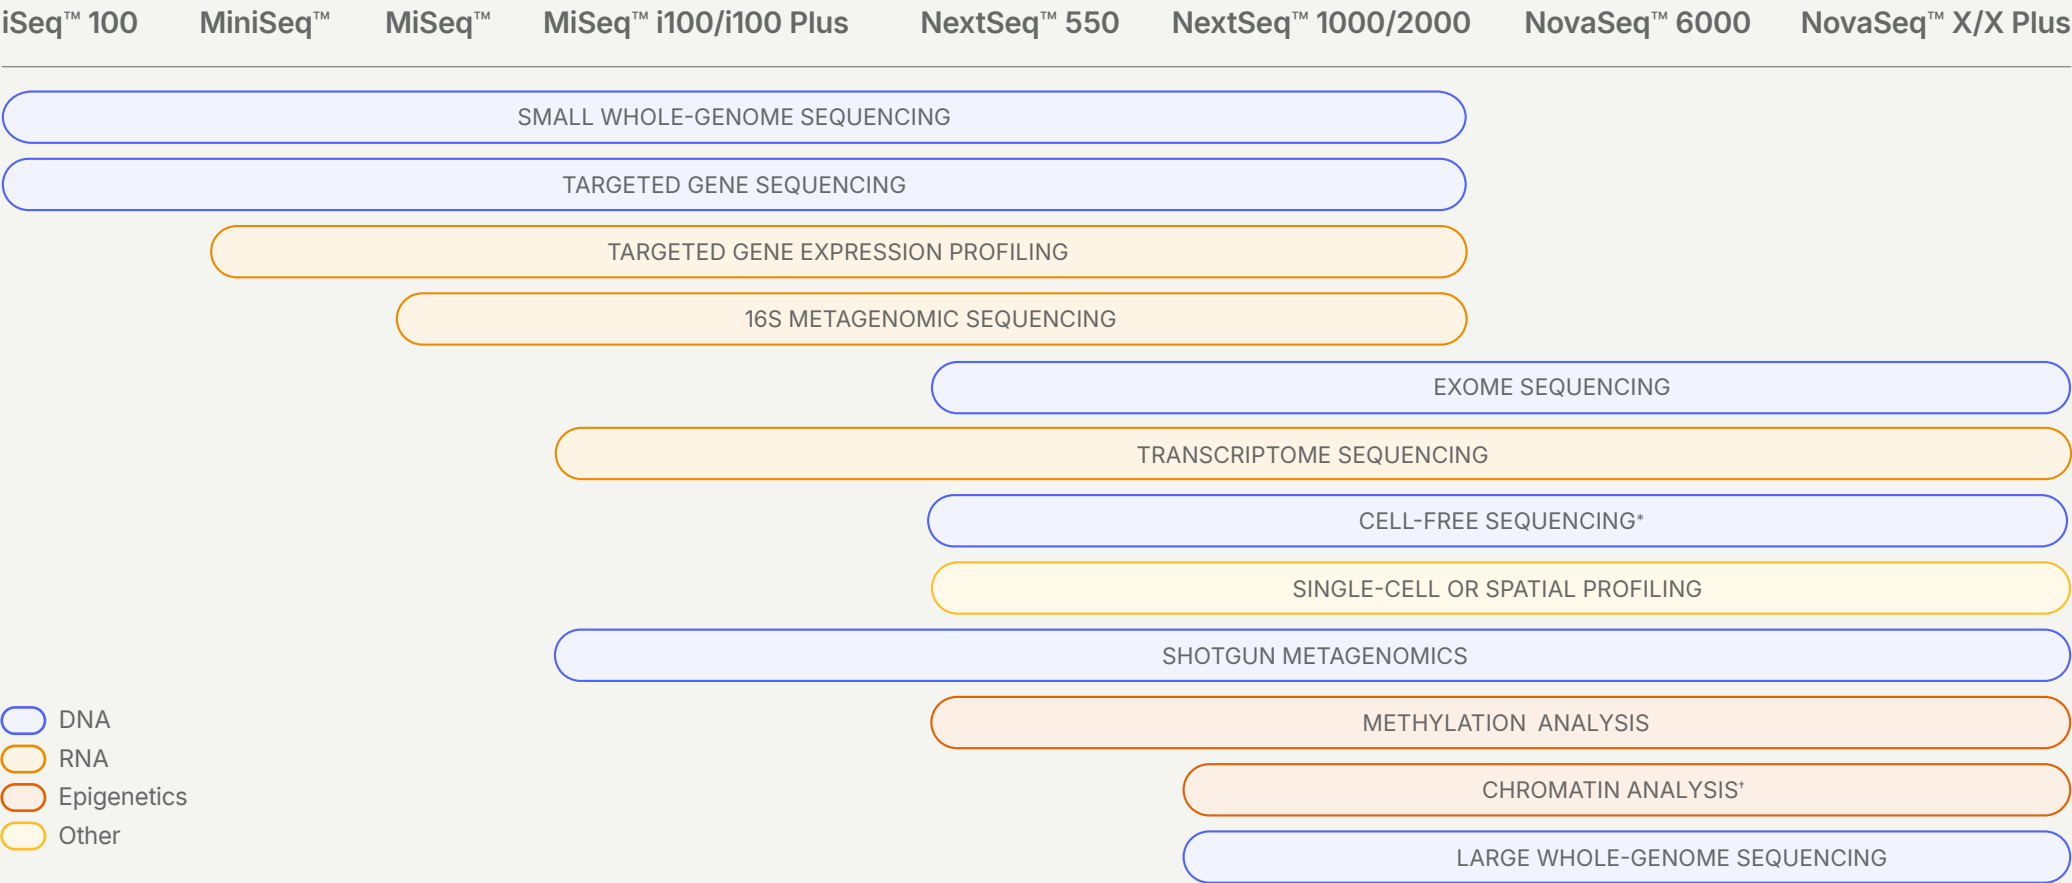 iSeq™ 100 MiniSeq™ MiSeq™ MiSeq™ i100/i100 Plus NextSeq™ 550 NextSeq™ 1000/2000 NovaSeq™ 6000 NovaSeq™ X/X Plus
SMALL WHOLE-GENOME SEQUENCING
TARGETED GENE SEQUENCING
TARGETED GENE EXPRESSION PROFILING
16S METAGENOMIC SEQUENCING
EXOME SEQUENCING
TRANSCRIPTOME SEQUENCING
CELL-FREE SEQUENCING*
SINGLE-CELL OR SPATIAL PROFILING
SHOTGUN METAGENOMICS
METHYLATION ANALYSIS
CHROMATIN ANALYSIS†
LARGE WHOLE-GENOME SEQUENCING
DNA
RNA
Epigenetics
Other